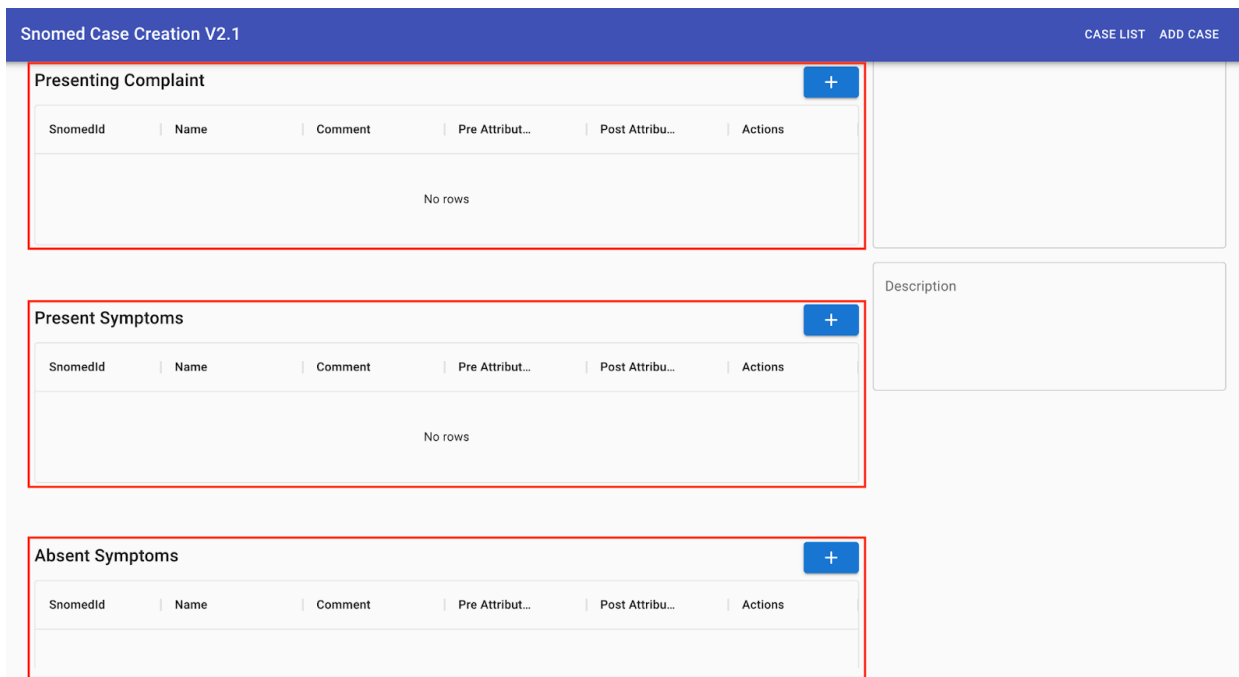 Snomed Case Creation V2.1 CASE LIST ADD CASE
Presenting Complaint +
SnomedId Name Comment Pre Attribut... Post Attribu... Actions
No rows
Description
Present Symptoms +
SnomedId Name Comment Pre Attribut... Post Attribu... Actions
No rows
Absent Symptoms +
SnomedId Name Comment Pre Attribut... Post Attribu... Actions